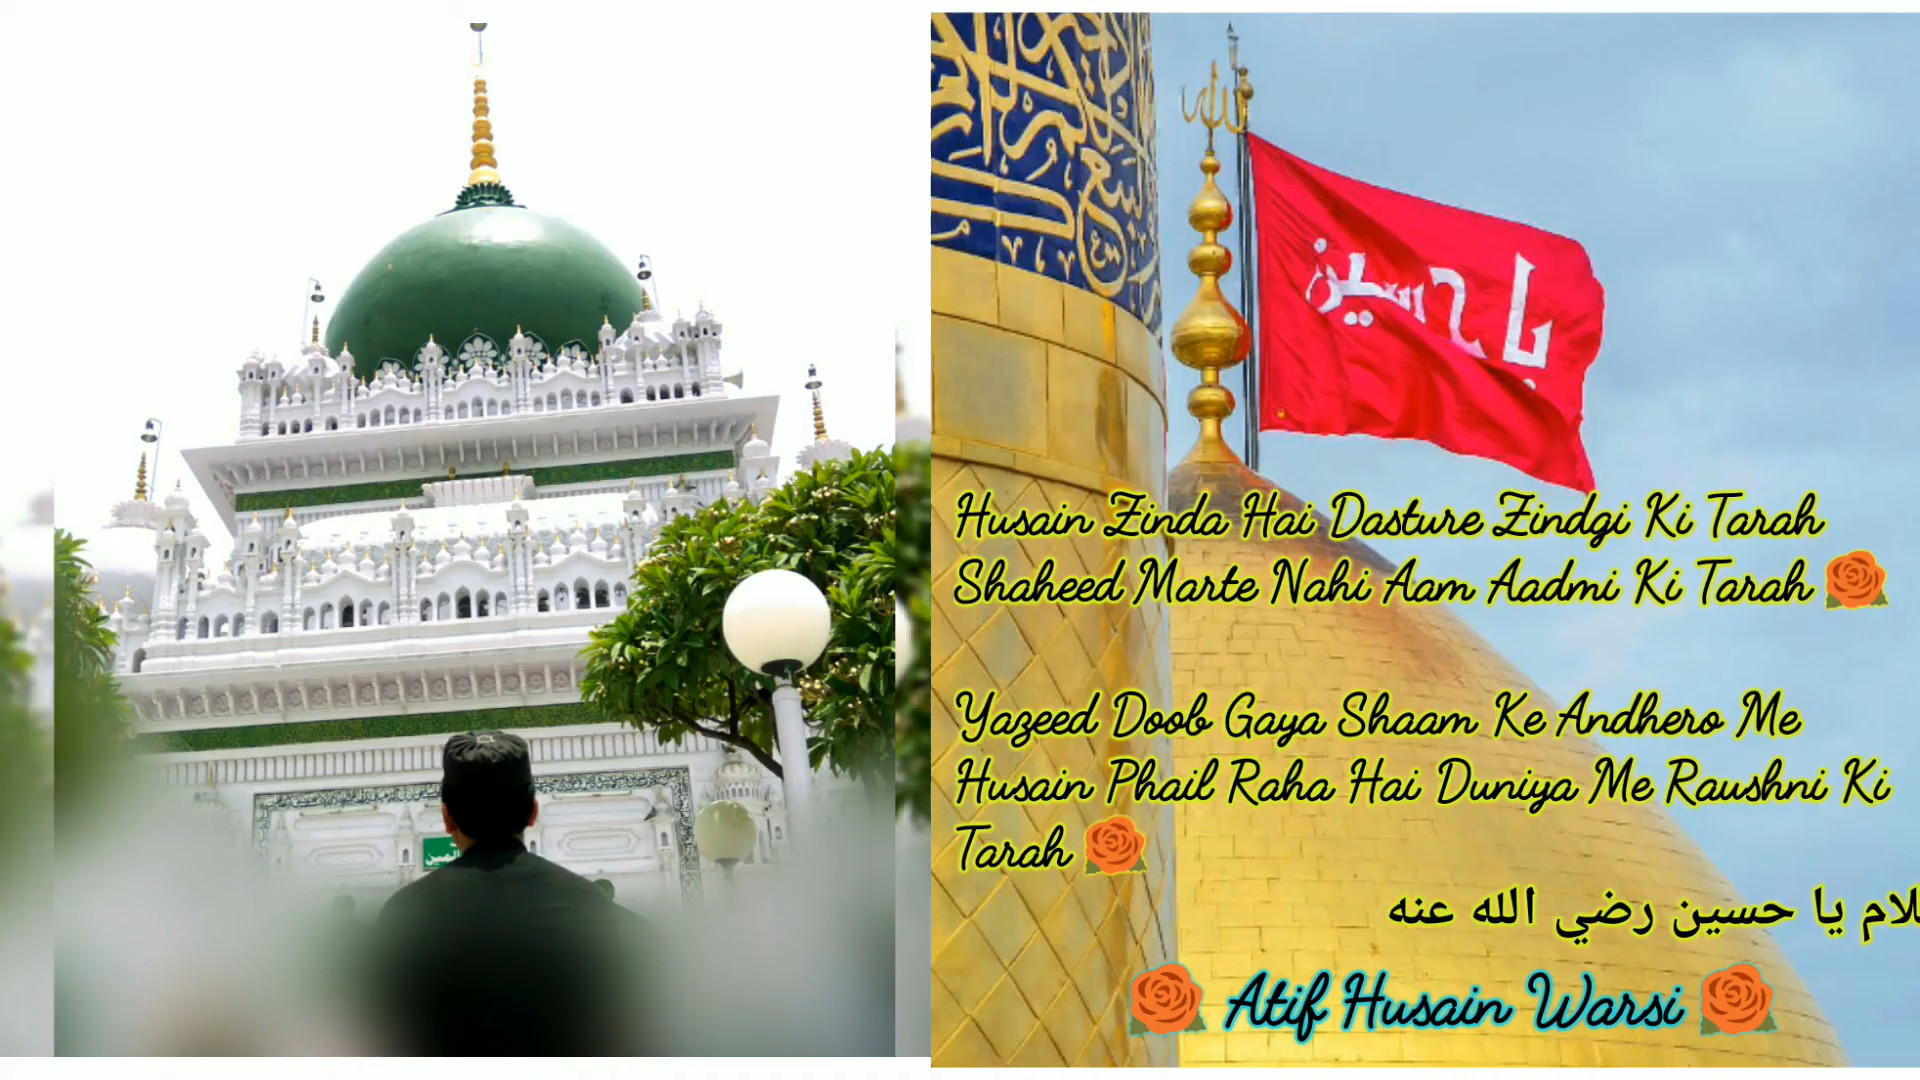 يا حسين
Husain Zinda Hai Dasture Zindgi Ki Tarah
Shaheed Marte Nahi Aam Aadmi Ki Tarah
Yazeed Doob Gaya Shaam Ke Andhero Me
Husain Phail Raha Hai Duniya Me Raushni Ki
Tarah
يا حسين رضي الله عنه
Atif Husain Warsi